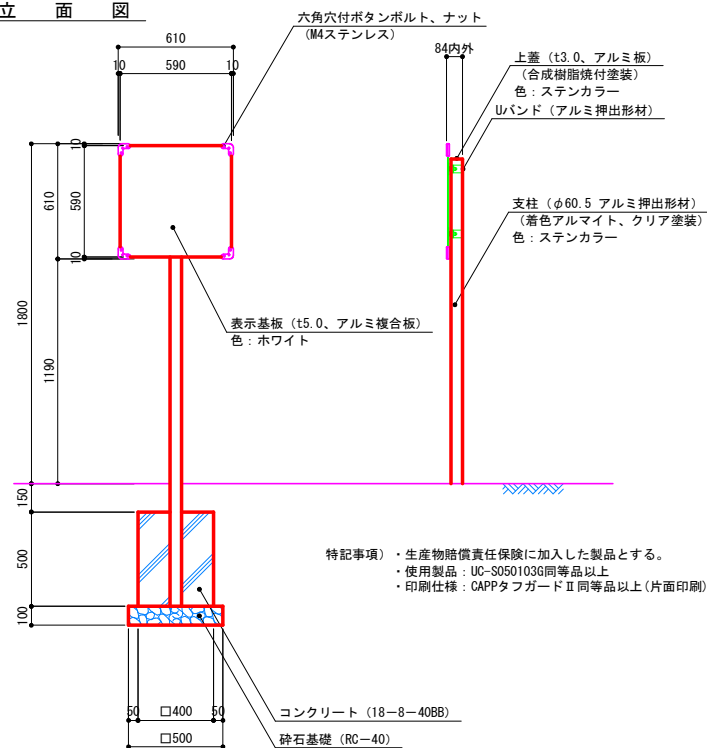 立面図
六角穴付ボタンボルト、ナット
(M4ステンレス)
610
10
590
10
84内外
上蓋 (t3.0、アルミ板)
(合成樹脂焼付塗装)
色：ステンカラー
Uバンド (アルミ押出形材)
10
610
590
10
支柱 (φ60.5 アルミ押出形材)
(着色アルマイト、クリア塗装)
色：ステンカラー
1800
表示基板 (t5.0、アルミ複合板)
色：ホワイト
1190
150
500
100
特記事項) ・生産物賠償責任保険に加入した製品とする。
・使用製品：UC-S050103G同等品以上
・印刷仕様：CAPPタフガードⅡ同等品以上(片面印刷)
50
□400
50
□500
コンクリート (18-8-40BB)
砕石基礎 (RC-40)